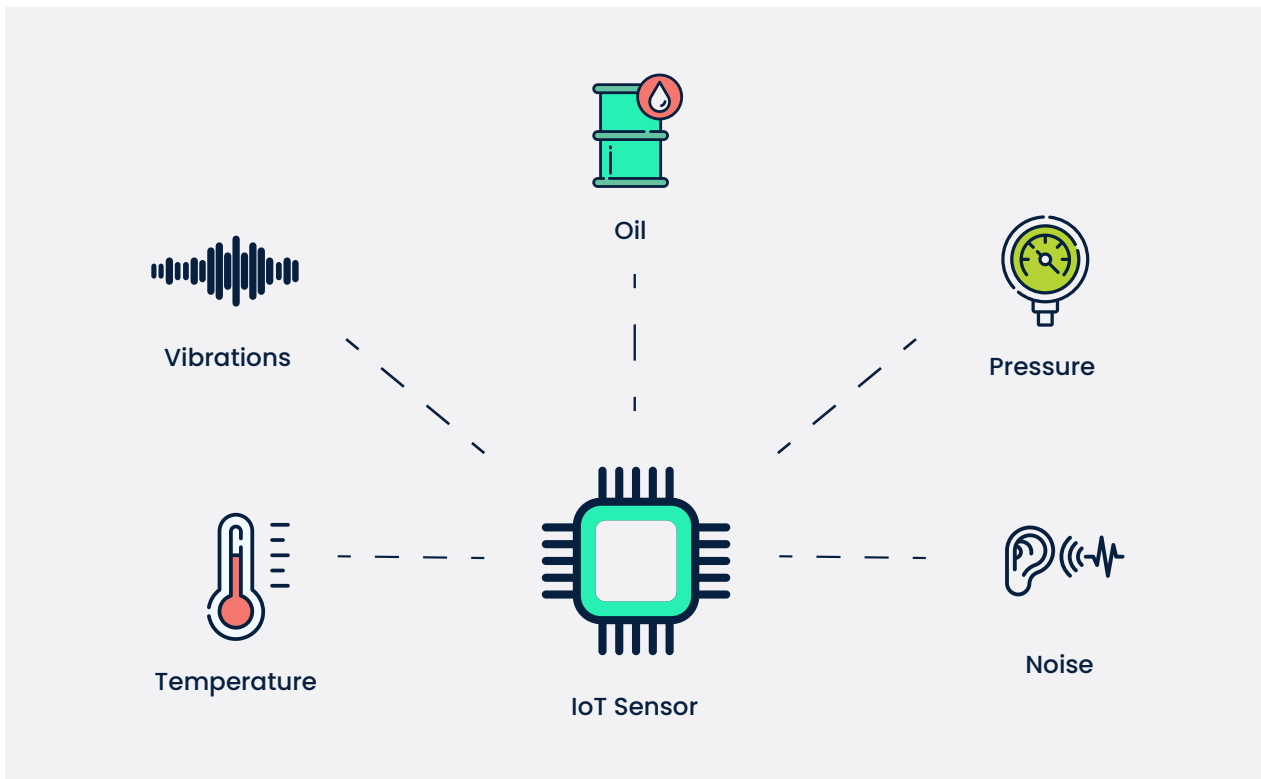 Oil
Vibrations
Pressure
Temperature
Noise
IoT Sensor